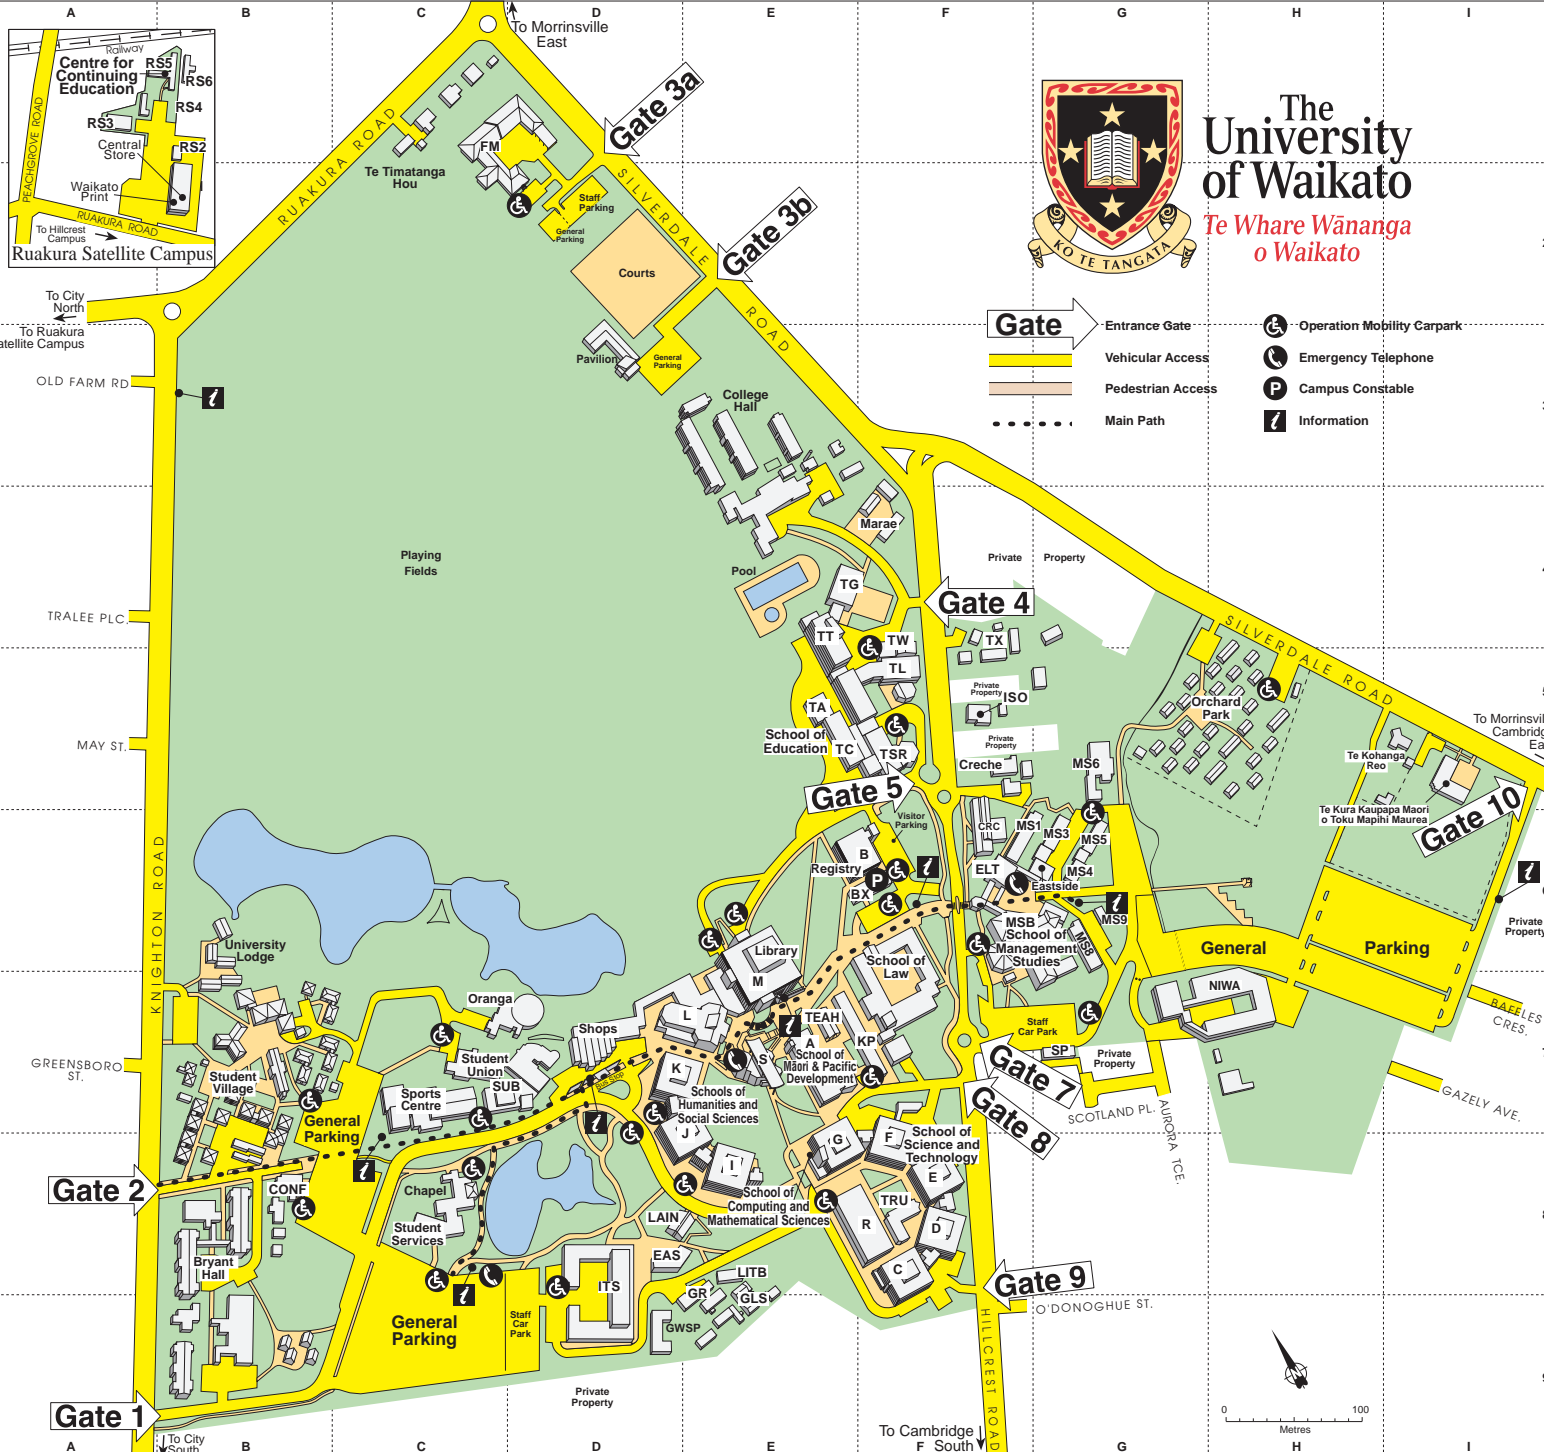 A B C D E F G H I
To Morrinsville
East
Railway
Centre for
Continuing
Education
RS5
RS6
RS4
RS3
RS2
Central
Store
Waikato
Print
PEACHGROVE ROAD
RUAKURA ROAD
To Hillcrest
Campus
Ruakura Satellite Campus
RUAKURA ROAD
Te Timatanga
Hou
FM
Gate 3a
Staff
Parking
General
Parking
SILVERDALE ROAD
Gate 3b
Courts
Pavilion
General
Parking
The
University
of Waikato
Te Whare Wānanga
o Waikato
KO TE TANGATA
Gate
Entrance Gate
Vehicular Access
Pedestrian Access
Main Path
Operation Mobility Carpark
Emergency Telephone
P
Campus Constable
i
Information
To City
North
To Ruakura
atellite Campus
OLD FARM RD
i
College
Hall
Marae
Playing
Fields
Pool
Private Property
TG
Gate 4
TRALEE PLC.
TT
TW
TL
TX
Private
Property
ISO
SILVERDALE ROAD
Orchard
Park
TA
School of
Education
TC
TSR
Private
Property
Creche
MS6
MAY ST.
Te Kohanga
Reo
To Morrinsvil
Cambridg
Ea
Te Kura Kaupapa Maori
o Toku Mapihi Maurea
Gate 10
Gate 5
Visitor
Parking
CRC
MS1
MS3
MS5
MS4
B
Registry
P
BX
i
ELT
Eastside
i
MS9
MSB
School of
Management
Studies
MS8
i
Private
Property
KNIGHTON ROAD
University
Lodge
Library
M
School of
Law
General Parking
Oranga
L
i
TEAH
A
KP
S
School of
Māori & Pacific
Development
Staff
Car Park
NIWA
RAFFLES
CRES.
GREENSBORO
ST.
Shops
Student
Union
SUB
Bus Stop
K
SP
Private
Property
Gate 7
Student
Village
Sports
Centre
General
Parking
i
Schools of
Humanities and
Social Sciences
J
Gate 8
SCOTLAND PL.
AURORA TCE.
GAZELY AVE.
i
G
F
School of
Science and
Technology
I
E
Gate 2
CONF
Chapel
School of
Computing and
Mathematical Sciences
TRU
R
D
Student
Services
LAIN
Bryant
Hall
EAS
i
ITS
LITB
C
Gate 9
GR
GLS
O'DONOGHUE ST.
General
Parking
Staff
Car
Park
GWSP
HILLCREST ROAD
Private
Property
Gate 1
To City
South
To Cambridge
South
0 100
Metres
A B C D E F G H I